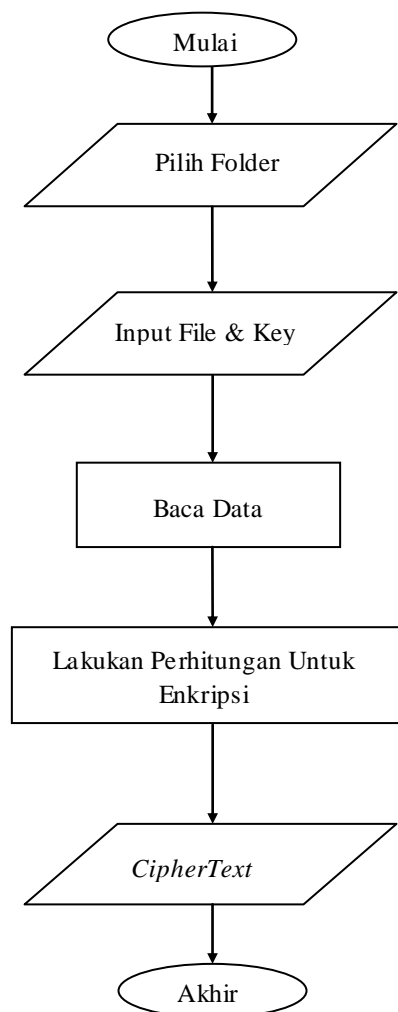 Mulai
Pilih Folder
Input File & Key
Baca Data
Lakukan Perhitungan Untuk
Enkripsi
CipherText
Akhir